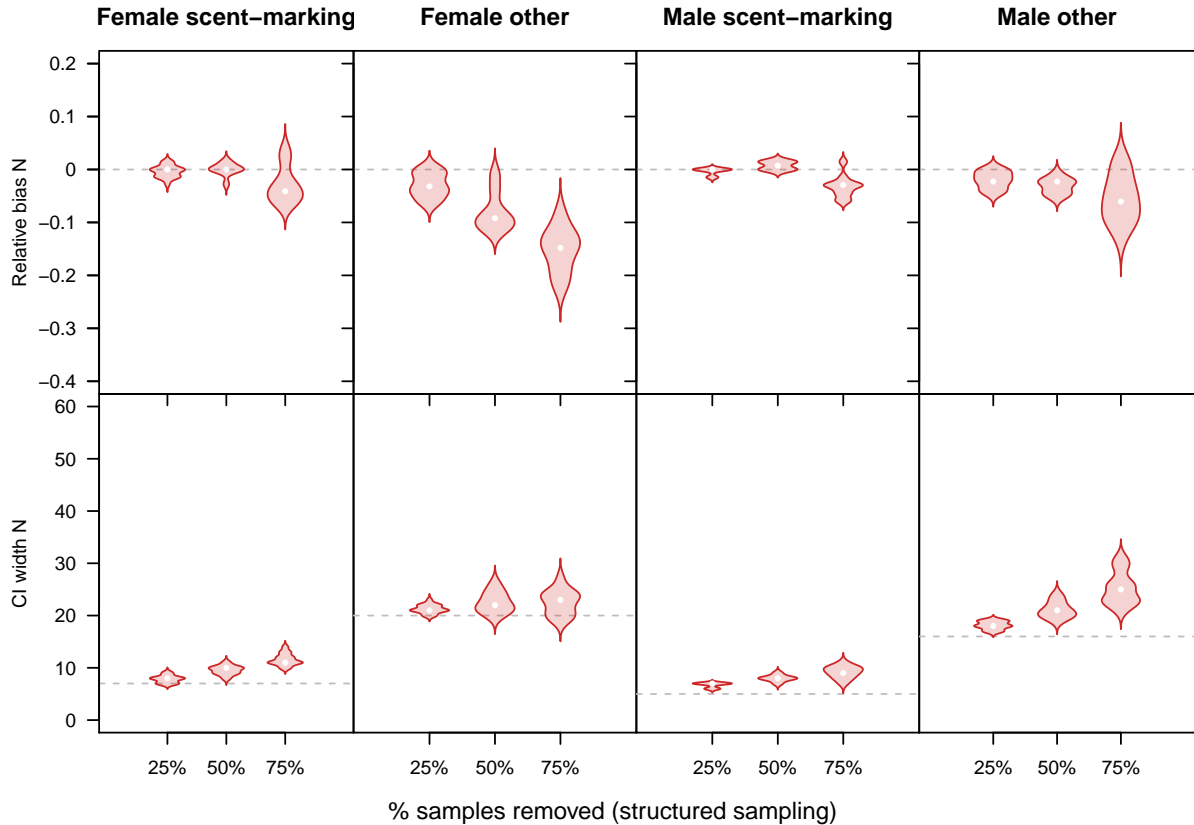 Female scent−marking Female other Male scent−marking Male other
0.2
0.1
0
−0.1
−0.2
−0.3
−0.4
Relative bias N
60
50
40
30
20
10
0
CI width N
25% 50% 75% 25% 50% 75% 25% 50% 75% 25% 50% 75%
% samples removed (structured sampling)